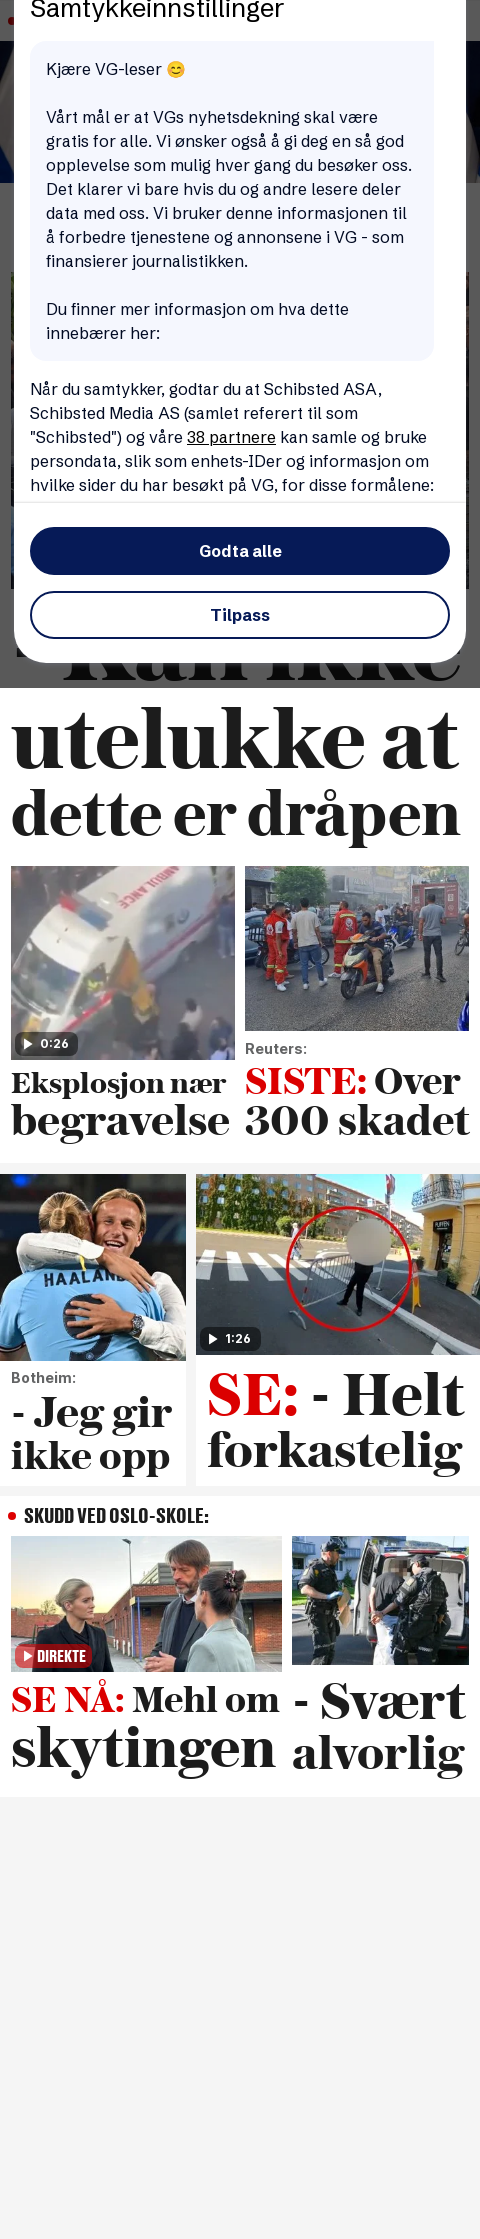 Samtykkeinnstillinger
Kjære VG-leser 😊
Vårt mål er at VGs nyhetsdekning skal være
gratis for alle. Vi ønsker også å gi deg en så god
opplevelse som mulig hver gang du besøker oss.
Det klarer vi bare hvis du og andre lesere deler
data med oss. Vi bruker denne informasjonen til
å forbedre tjenestene og annonsene i VG - som
finansierer journalistikken.
Du finner mer informasjon om hva dette
innebærer her:
Når du samtykker, godtar du at Schibsted ASA,
Schibsted Media AS (samlet referert til som
"Schibsted") og våre 38 partnere kan samle og bruke
persondata, slik som enhets-IDer og informasjon om
hvilke sider du har besøkt på VG, for disse formålene:
Godta alle
Tilpass
- Kan ikke
utelukke at
dette er dråpen
AMBULANCE
0:26
Eksplosjon nær
begravelse
Reuters:
SISTE: Over
300 skadet
HAALAND
9
Botheim:
- Jeg gir
ikke opp
1:26
SE: - Helt
forkastelig
SKUDD VED OSLO-SKOLE:
DIREKTE
SE NÅ: Mehl om
skytingen
- Svært
alvorlig